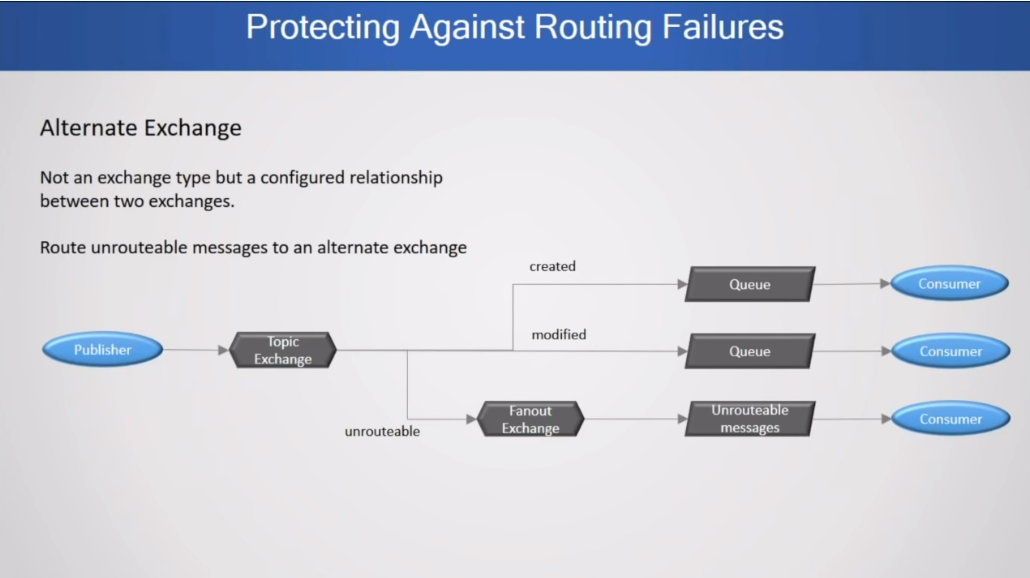 Protecting Against Routing Failures
Alternate Exchange
Not an exchange type but a configured relationship
between two exchanges.
Route unrouteable messages to an alternate exchange
created
Queue
Consumer
modified
Publisher
Topic
Exchange
Queue
Consumer
unrouteable
Fanout
Exchange
Unrouteable
messages
Consumer